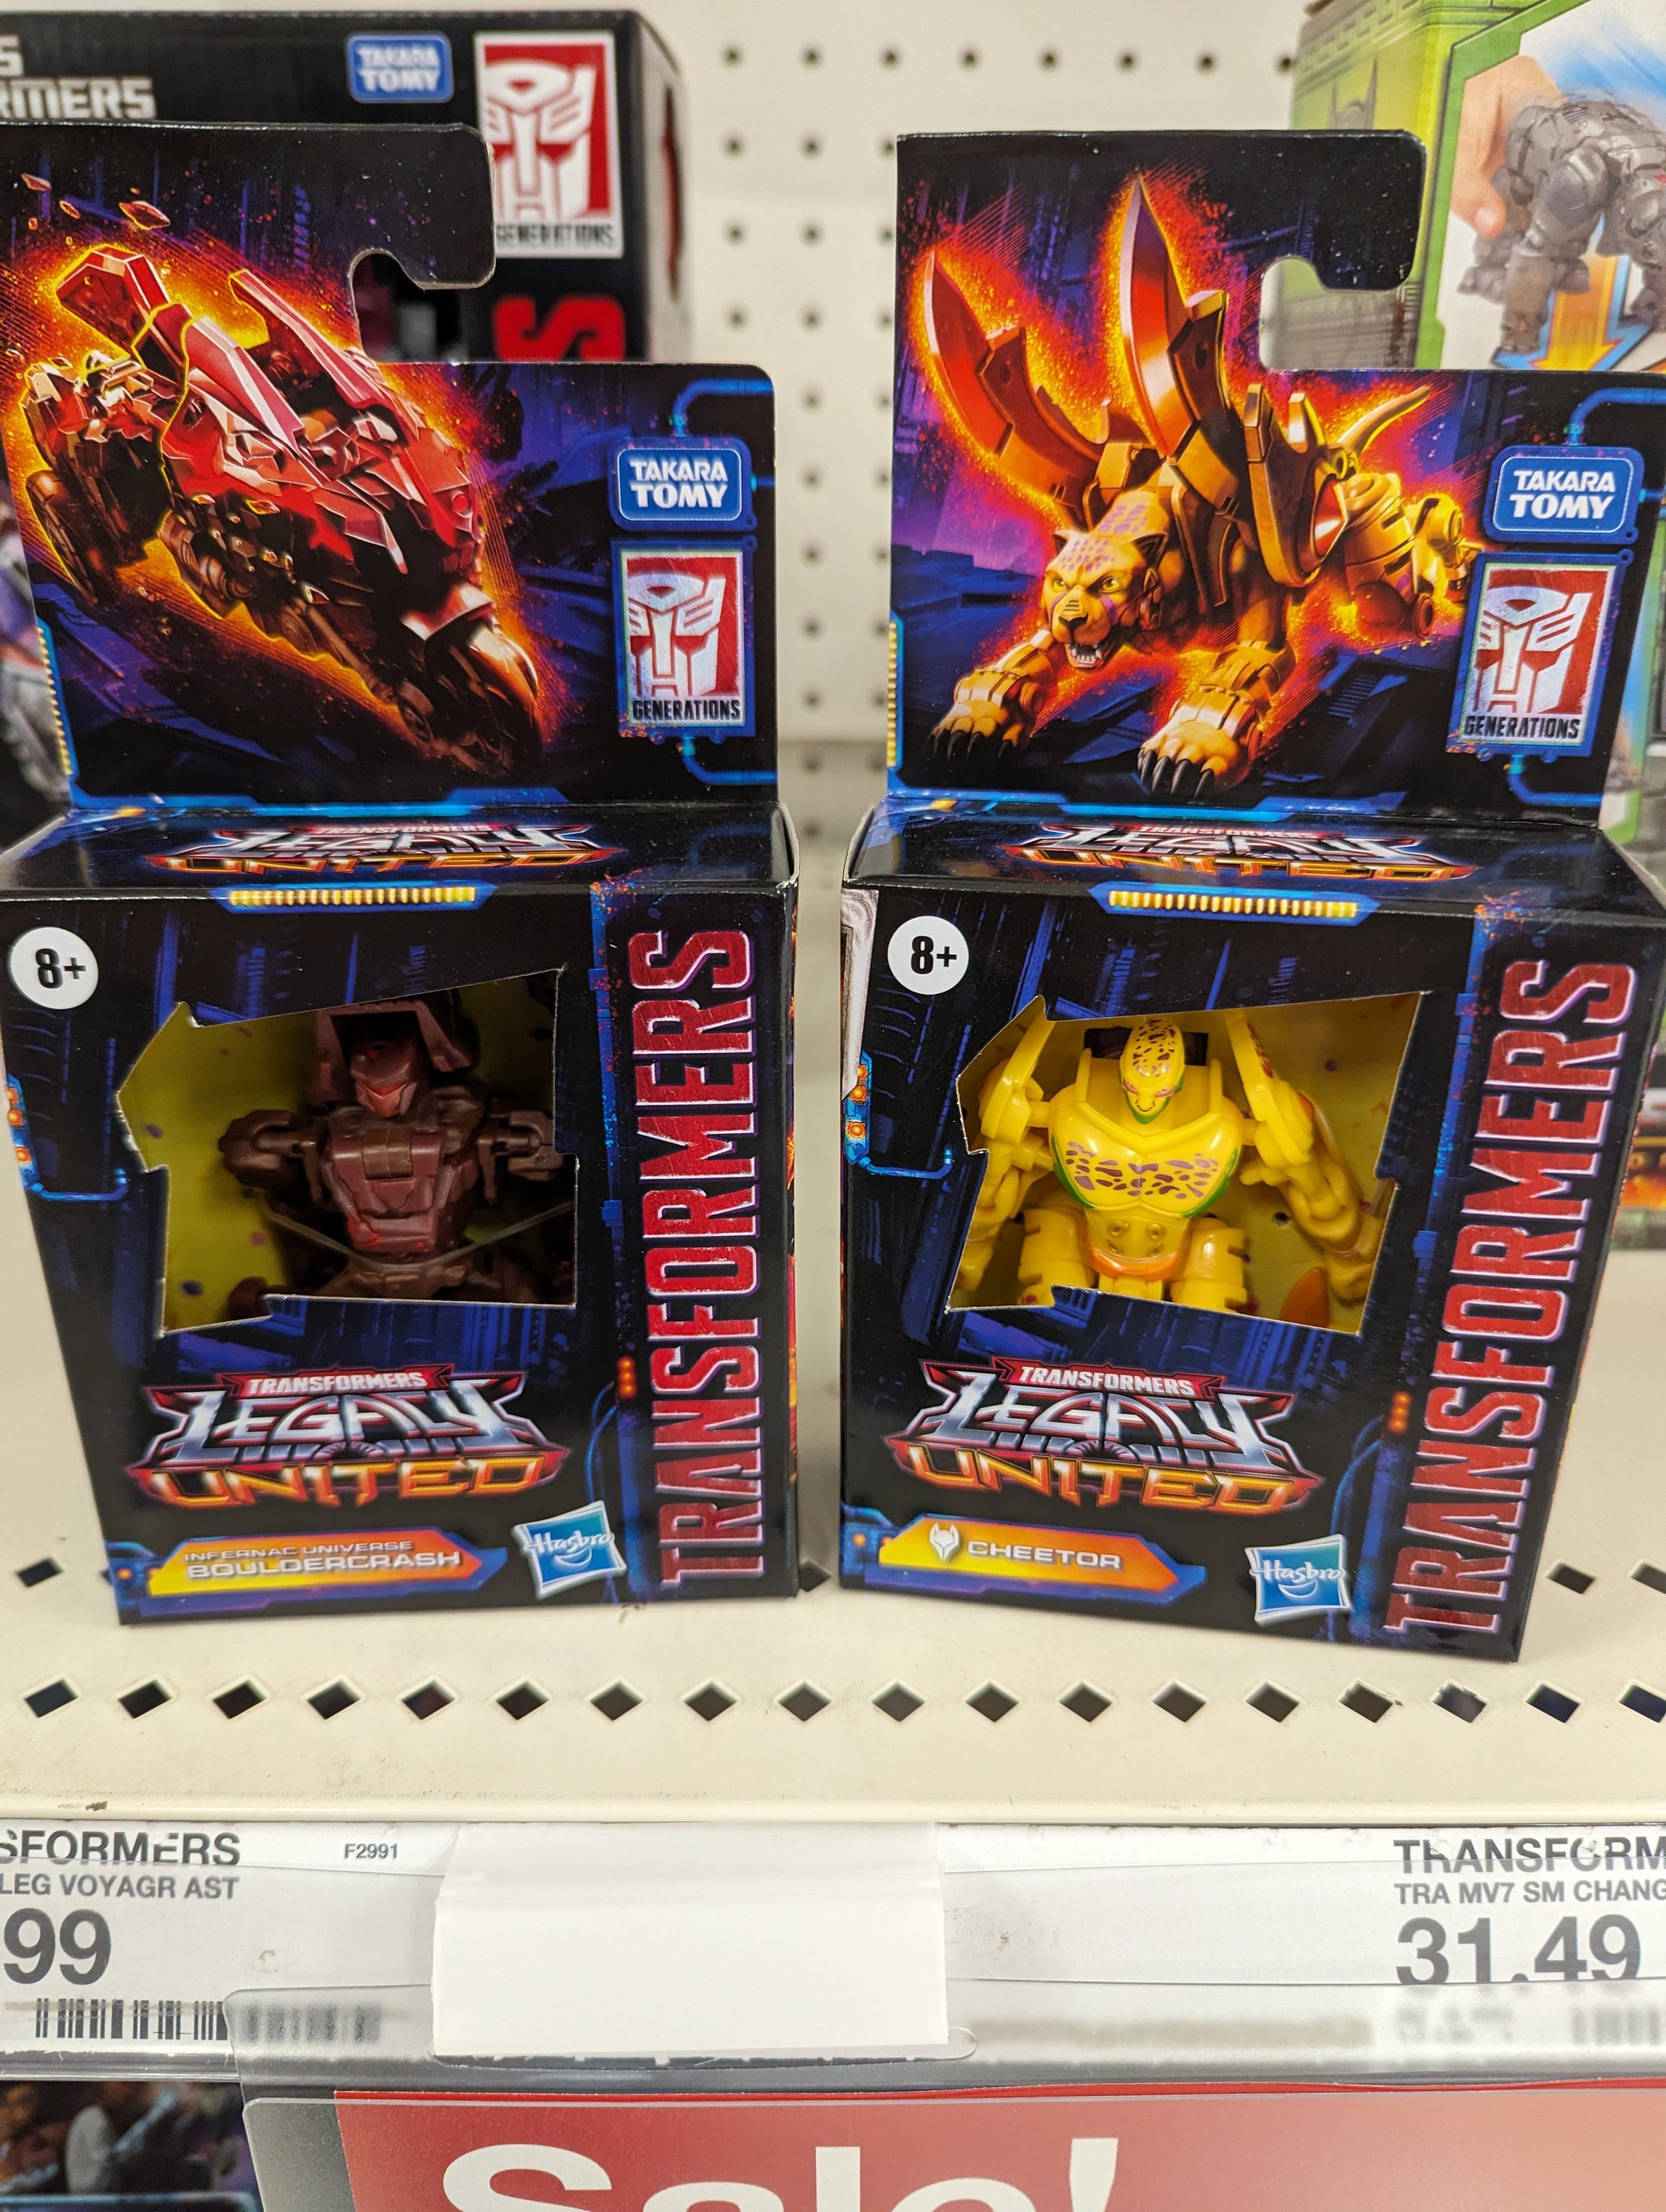 TAKARA
TOMY
GENERATIONS
TAKARA
TOMY
GENERATIONS
TRANSFORMERS
LEGACY
UNITED
8+
TRANSFORMERS
TRANSFORMERS
LEGACY
UNITED
INFERNAC UNIVERSE
BOULDERCRASH
Hasbro
TAKARA
TOMY
GENERATIONS
TRANSFORMERS
LEGACY
UNITED
8+
TRANSFORMERS
TRANSFORMERS
LEGACY
UNITED
CHEETOR
Hasbro
SFORMERS F2991
LEG VOYAGR AST
99
TRANSFORM
TRA MV7 SM CHANG
31.49
Sale!